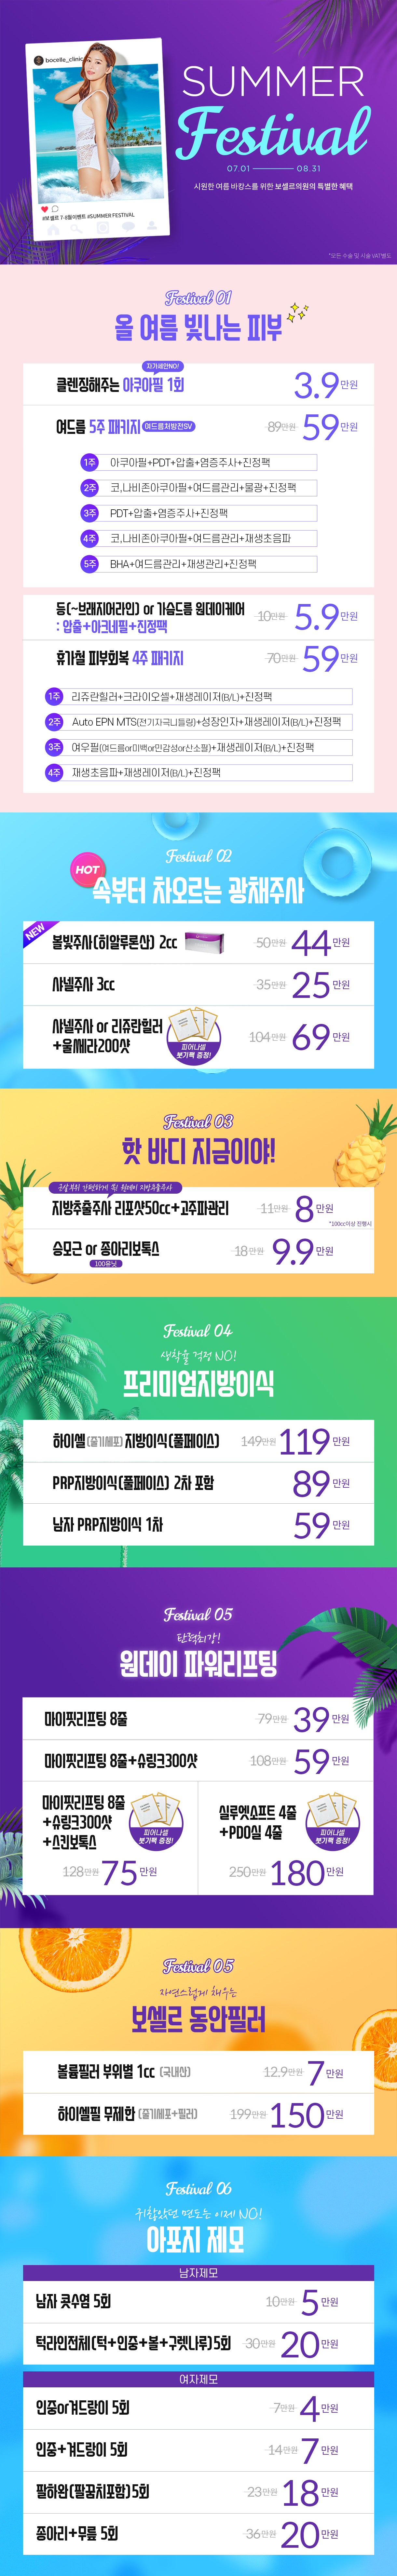 bocelle_clinic
#보셀르 7-8월이벤트 #SUMMER FESTIVAL
SUMMER
Festival
07.01 08.31
시원한 여름 바캉스를 위한 보셀르의원의 특별한 혜택
*모든 수술 및 시술 VAT별도
Festival 01
올 여름 빛나는 피부
자가세안NO!
클렌징해주는 아쿠아필 1회 3.9만원
여드름 5주 패키지 여드름처방전SV 89만원 59만원
1주 아쿠아필+PDT+압출+염증주사+진정팩
2주 코,나비존아쿠아필+여드름관리+물광+진정팩
3주 PDT+압출+염증주사+진정팩
4주 코,나비존아쿠아필+여드름관리+재생초음파
5주 BHA+여드름관리+재생관리+진정팩
등(~브래지어라인) or 가슴드름 원데이케어
: 압출+아크네필+진정팩 10만원 5.9만원
휴가철 피부회복 4주 패키지 70만원 59만원
1주 리쥬란힐러+크라이오셀+재생레이저(B/L)+진정팩
2주 Auto EPN MTS(전기자극니들링)+성장인자+재생레이저(B/L)+진정팩
3주 여우필(여드름or미백or민감성or산소필)+재생레이저(B/L)+진정팩
4주 재생초음파+재생레이저(B/L)+진정팩
Festival 02
HOT
속부터 차오르는 광채주사
NEW
볼빛주사(히알루론산) 2cc 50만원 44만원
샤넬주사 3cc 35만원 25만원
샤넬주사 or 리쥬란힐러
+울쎄라200샷 104만원 69만원
피어나셀
붓기팩 증정!
Festival 03
핫 바디 지금이야!
군살부위 간편하게 쏙! 원데이 지방추출주사
지방추출주사 리포샷50cc+고주파관리 11만원 8만원
*100cc이상 진행시
승모근 or 종아리보톡스 18만원 9.9만원
100유닛
Festival 04
생착율 걱정 NO!
프리미엄지방이식
하이셀(줄기세포)지방이식(풀페이스) 149만원 119만원
PRP지방이식(풀페이스) 2차 포함 89만원
남자 PRP지방이식 1차 59만원
Festival 05
탄력최강!
원데이 파워리프팅
마이핏리프팅 8줄 79만원 39만원
마이핏리프팅 8줄+슈링크300샷 108만원 59만원
마이핏리프팅 8줄
+슈링크300샷
+스킨보톡스
피어나셀
붓기팩 증정!
128만원 75만원
실루엣소프트 4줄
+PDO실 4줄
피어나셀
붓기팩 증정!
250만원 180만원
Festival 05
자연스럽게 채우는
보셀르 동안필러
볼륨필러 부위별 1cc (국내산) 12.9만원 7만원
하이셀필 무제한 (줄기세포+필러) 199만원 150만원
Festival 06
귀찮았던 면도는 이제 NO!
아포지 제모
남자제모
남자 콧수염 5회 10만원 5만원
턱라인전체(턱+인중+볼+구렛나루)5회 30만원 20만원
여자제모
인중or겨드랑이 5회 7만원 4만원
인중+겨드랑이 5회 14만원 7만원
팔하완(팔꿈치포함)5회 23만원 18만원
종아리+무릎 5회 36만원 20만원